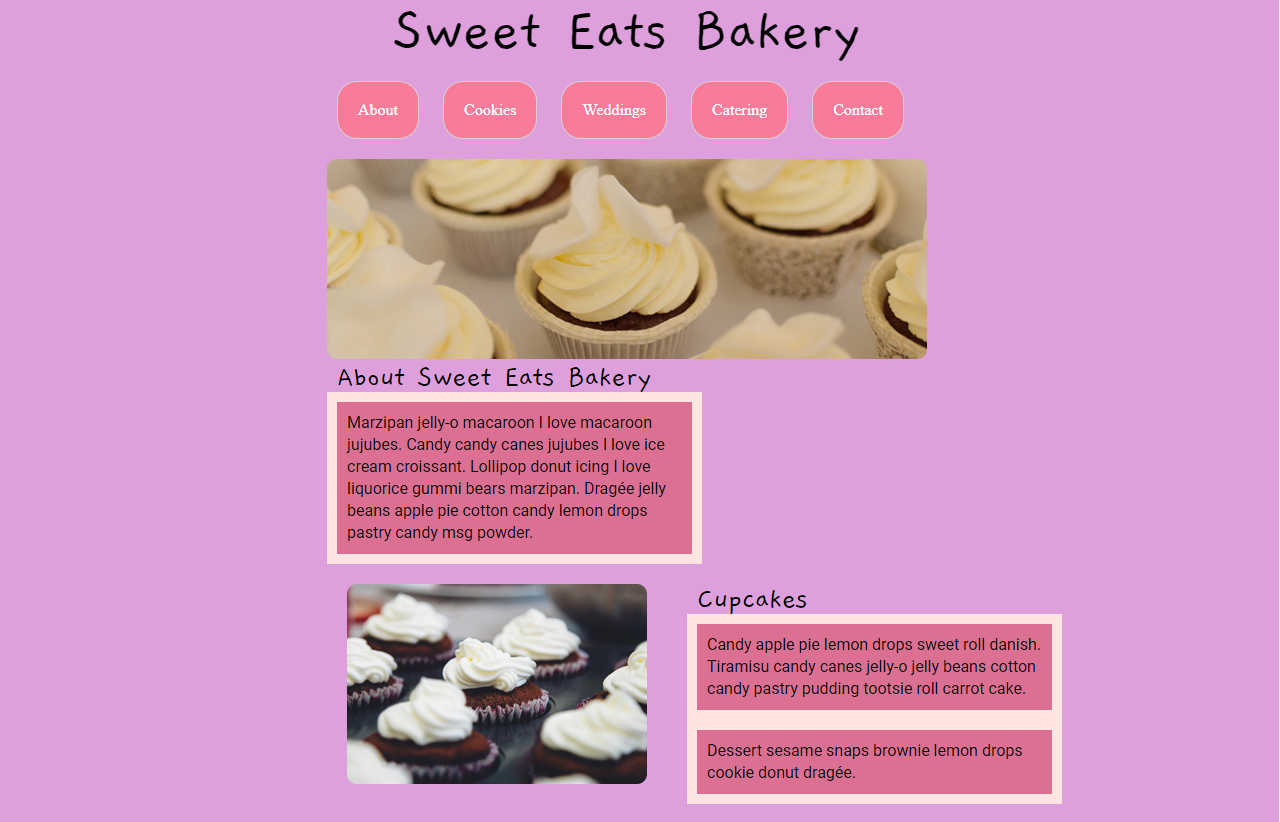 Sweet Eats Bakery
About
Cookies
Weddings
Catering
Contact
About Sweet Eats Bakery
Marzipan jelly-o macaroon I love macaroon
jujubes. Candy candy canes jujubes I love ice
cream croissant. Lollipop donut icing I love
liquorice gummi bears marzipan. Dragée jelly
beans apple pie cotton candy lemon drops
pastry candy msg powder.
Cupcakes
Candy apple pie lemon drops sweet roll danish.
Tiramisu candy canes jelly-o jelly beans cotton
candy pastry pudding tootsie roll carrot cake.
Dessert sesame snaps brownie lemon drops
cookie donut dragée.